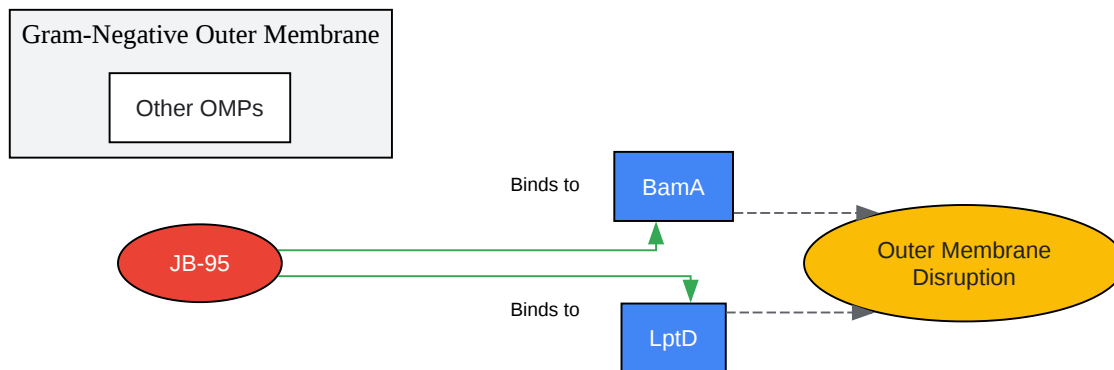 Gram-Negative Outer Membrane
Other OMPs
Binds to
BamA
JB-95
Outer Membrane
Disruption
Binds to
LptD